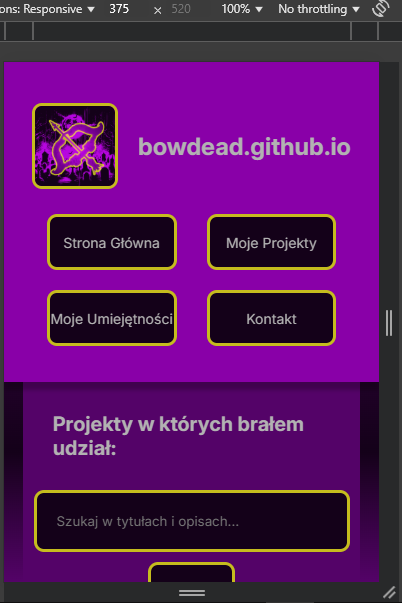 ons: Responsive ▼ 375 × 520 100% ▼ No throttling ▼
bowdead.github.io
Strona Główna
Moje Projekty
Moje Umiejętności
Kontakt
Projekty w których brałem
udział:
Szukaj w tytułach i opisach...